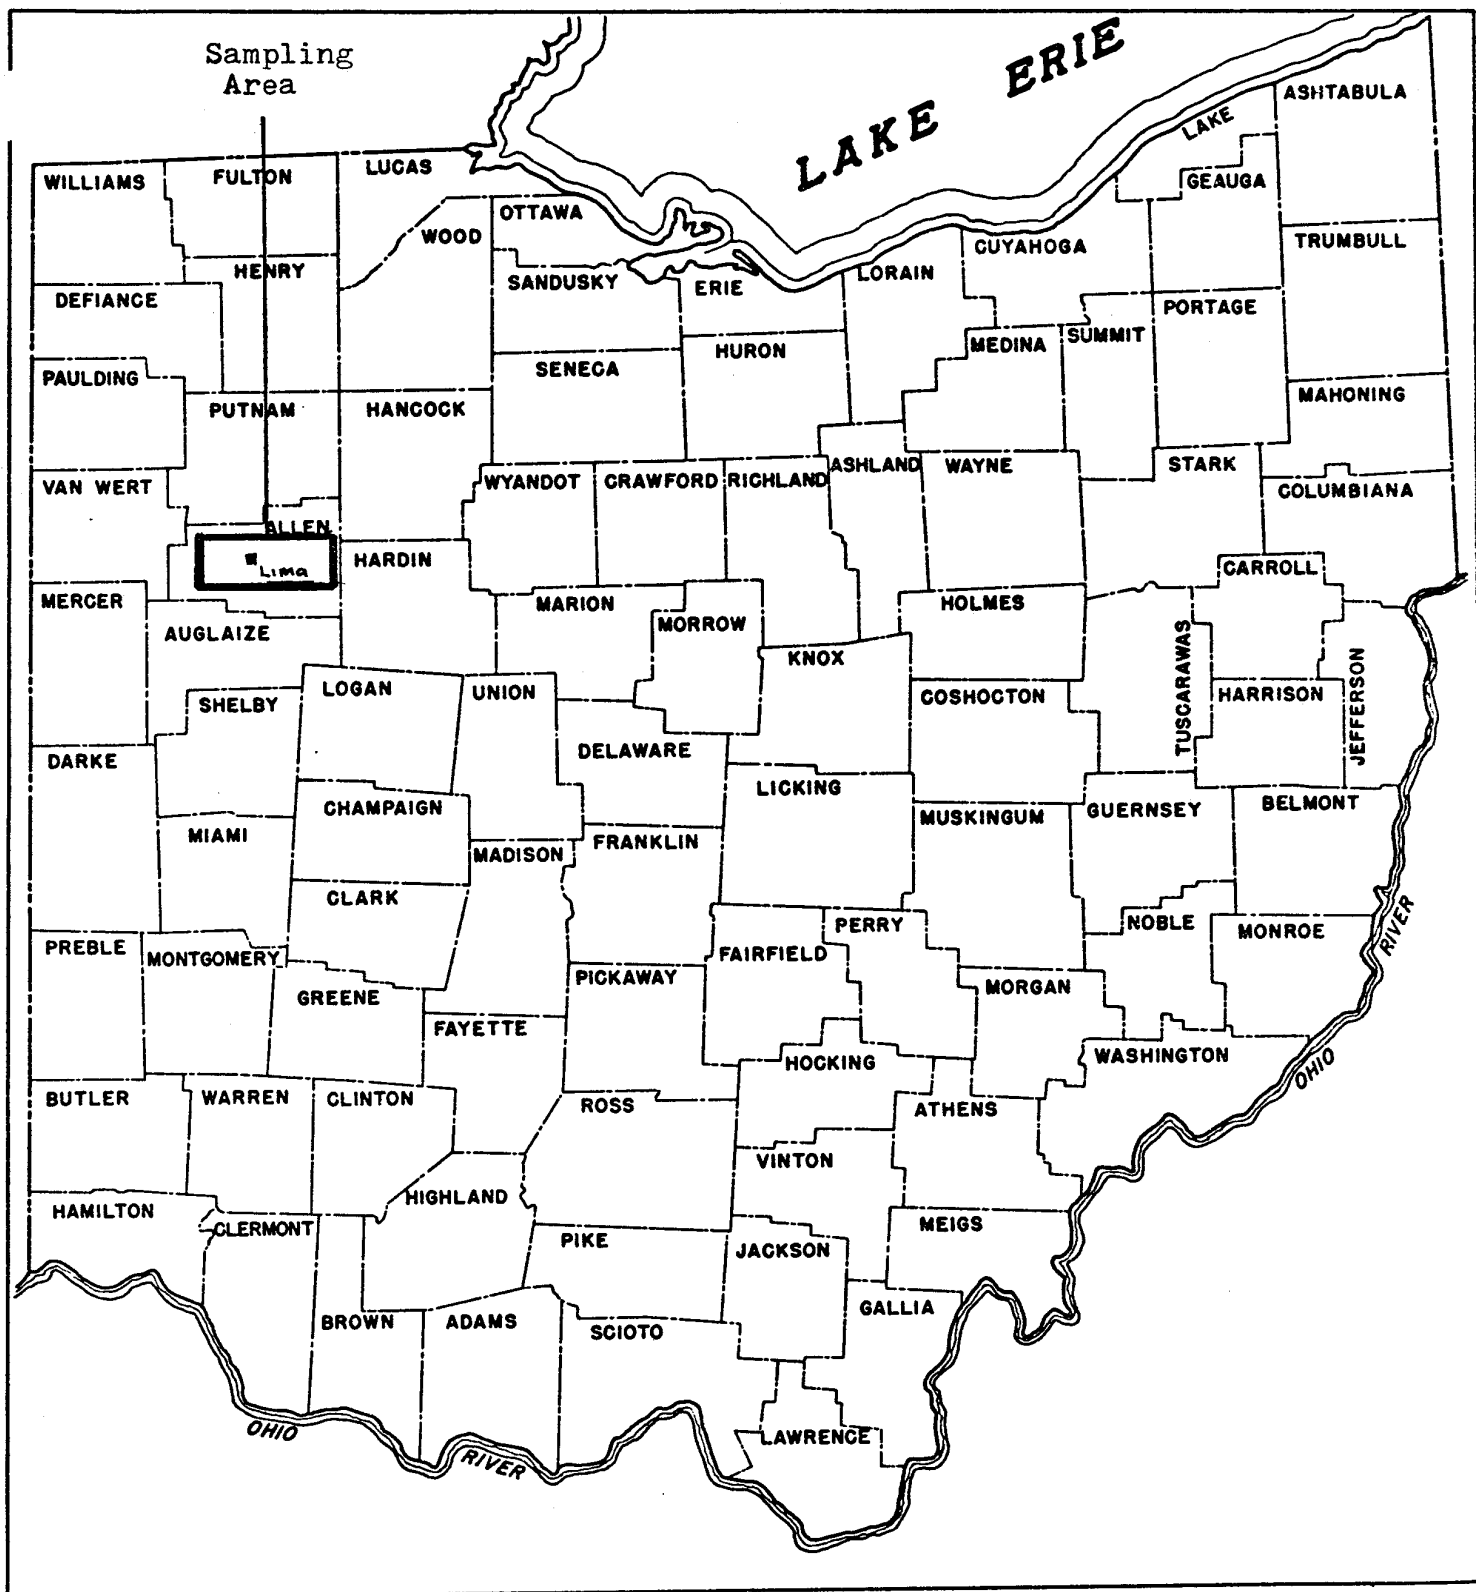 Sampling
Area
LAKE ERIE
ASHTABULA
LAKE
GEAUGA
WILLIAMS
FULTON
LUCAS
OTTAWA
WOOD
CUYAHOGA
TRUMBULL
HENRY
SANDUSKY
ERIE
LORAIN
DEFIANCE
PORTAGE
SUMMIT
MEDINA
HURON
SENECA
PAULDING
MAHONING
PUTNAM
HANCOCK
VAN WERT
WYANDOT
CRAWFORD
RICHLAND
ASHLAND
WAYNE
STARK
COLUMBIANA
ALLEN
Lima
HARDIN
CARROLL
MERCER
MARION
MORROW
HOLMES
AUGLAIZE
KNOX
TUSCARAWAS
JEFFERSON
SHELBY
LOGAN
UNION
COSHOCTON
HARRISON
DELAWARE
DARKE
LICKING
CHAMPAIGN
MUSKINGUM
GUERNSEY
BELMONT
MIAMI
MADISON
FRANKLIN
CLARK
PERRY
NOBLE
MONROE
RIVER
PREBLE
MONTGOMERY
FAIRFIELD
PICKAWAY
MORGAN
GREENE
FAYETTE
HOCKING
WASHINGTON
OHIO
BUTLER
WARREN
CLINTON
ROSS
ATHENS
VINTON
HIGHLAND
HAMILTON
CLERMONT
MEIGS
PIKE
JACKSON
GALLIA
BROWN
ADAMS
SCIOTO
OHIO
RIVER
LAWRENCE